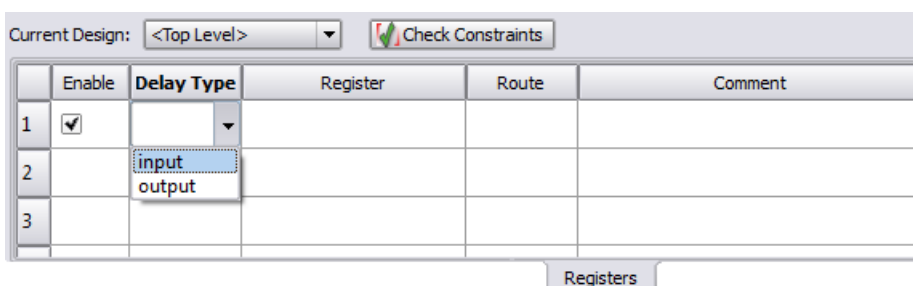 Current Design: <Top Level> Check Constraints
Enable Delay Type Register Route Comment
1
input
2
output
3
Registers